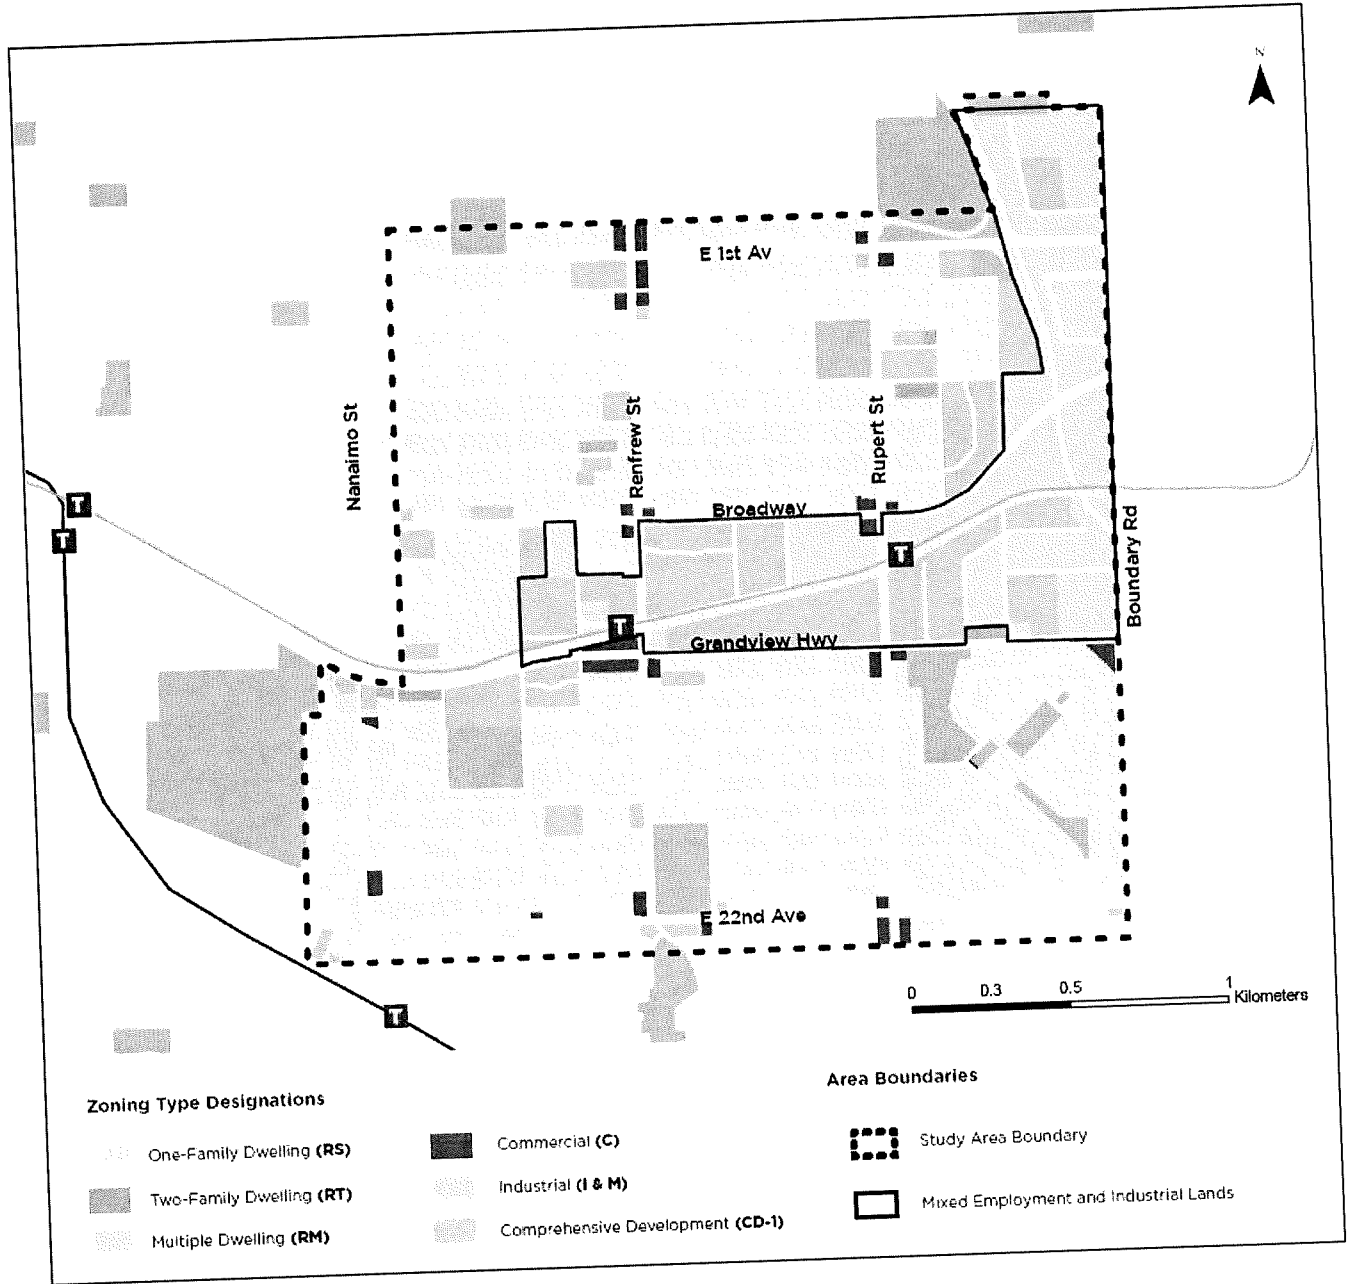 N
E 1st Av
Nanaimo St
Renfrew St
Rupert St
Broadway
T
T
T
T
Boundary Rd
Grandview Hwy
E 22nd Ave
T
0 0.3 0.5 1
Kilometers
Zoning Type Designations
One-Family Dwelling (RS)
Two-Family Dwelling (RT)
Multiple Dwelling (RM)
Commercial (C)
Industrial (I & M)
Comprehensive Development (CD-1)
Area Boundaries
Study Area Boundary
Mixed Employment and Industrial Lands